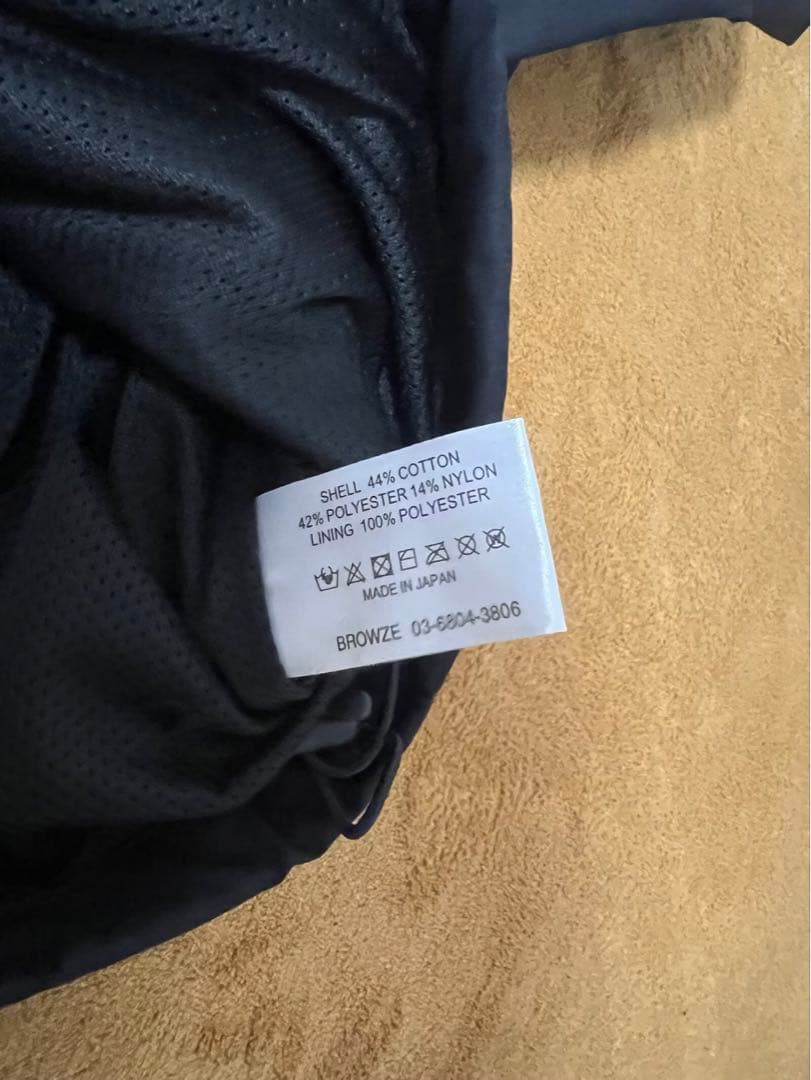 SHELL 44% COTTON
42% POLYESTER 14% NYLON
LINING 100% POLYESTER
MADE IN JAPAN
BROWZE 03-6804-3806